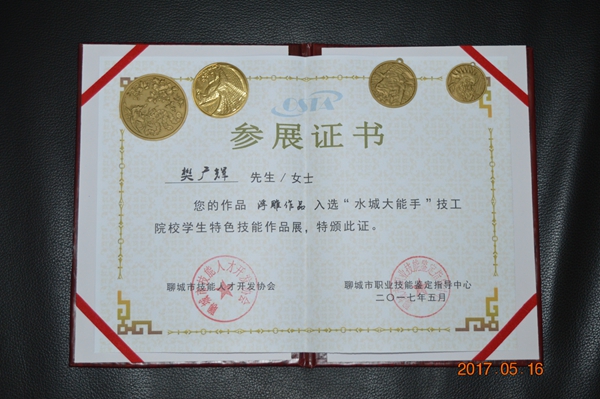 OSTA
参展证书
樊产辉 先生／女士
您的作品 浮雕作品 入选“水城大能手”技工
院校学生特色技能作品展，特颁此证。
聊城市技能人才开发协会
聊城市职业技能鉴定指导中心
二〇一七年五月
2017.05.16